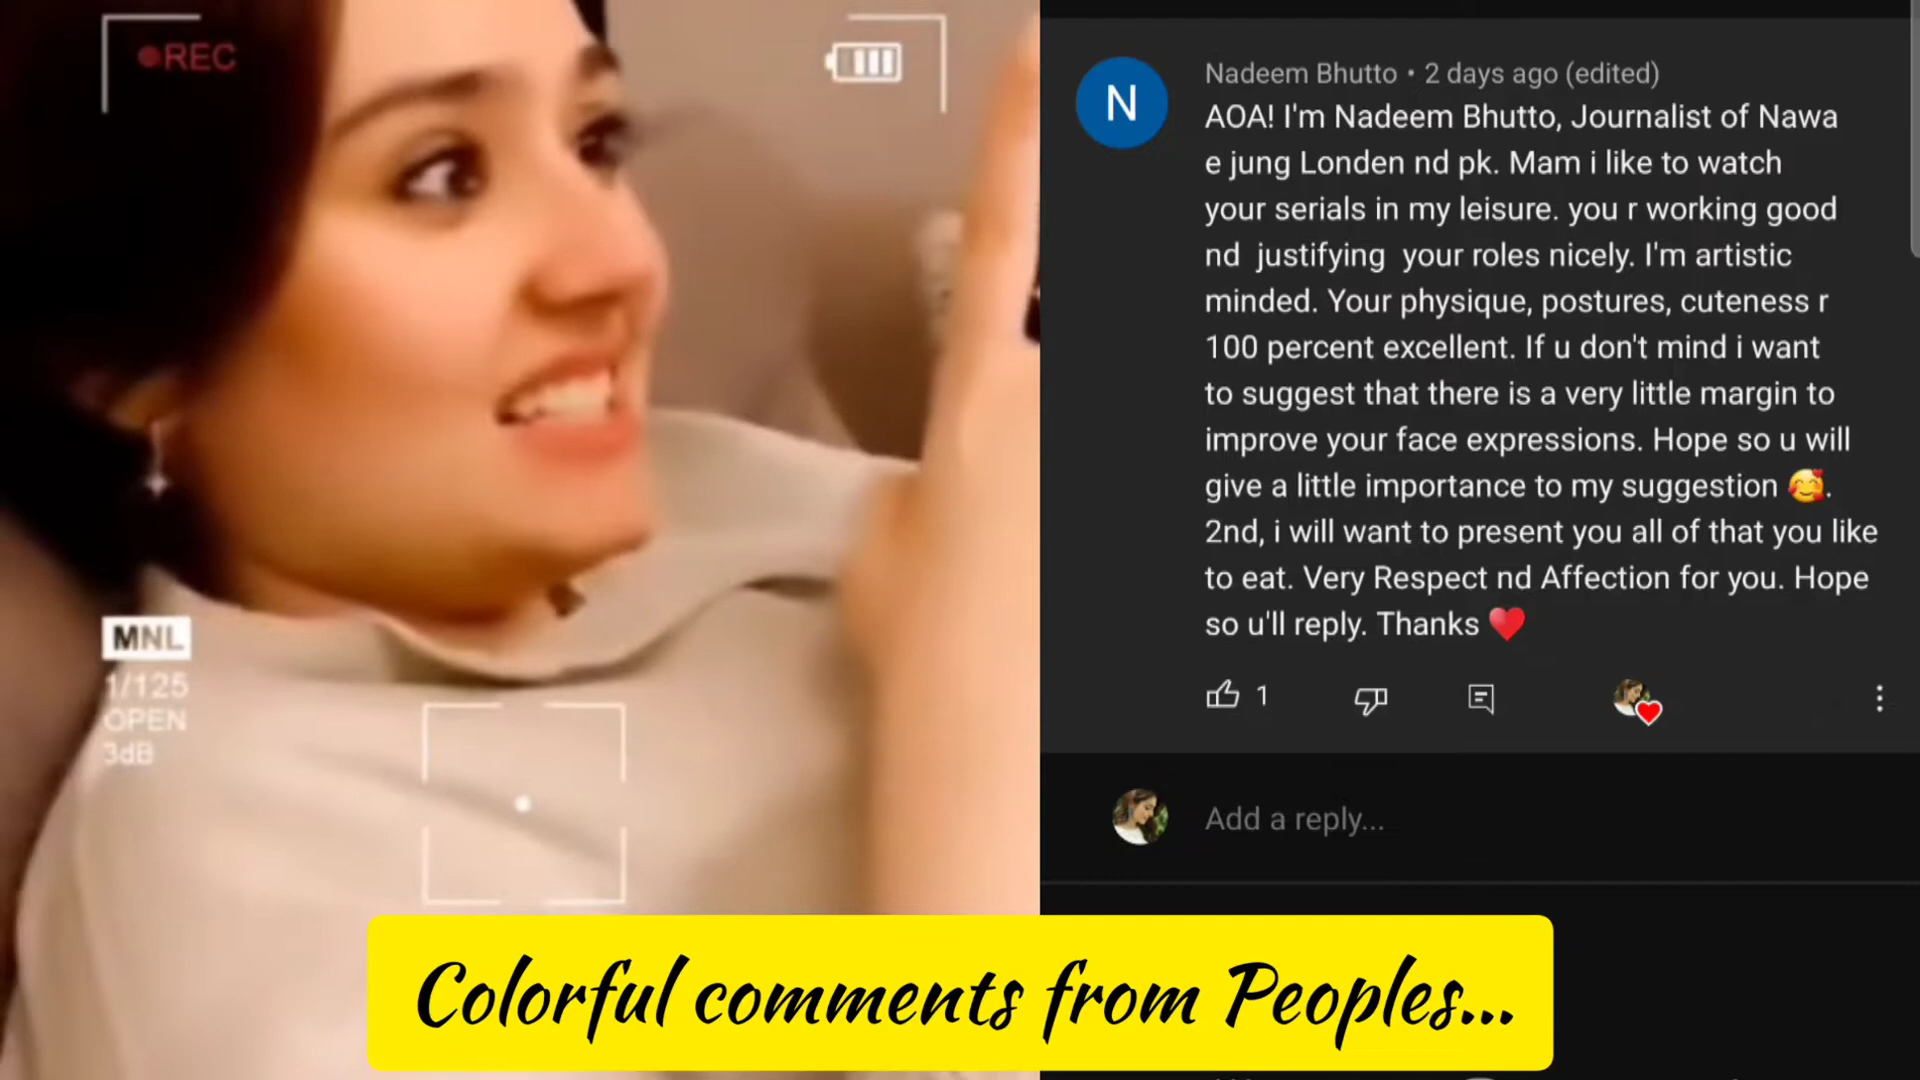 REC
MNL
1/125
OPEN
3dB
N
Nadeem Bhutto • 2 days ago (edited)
AOA! I'm Nadeem Bhutto, Journalist of Nawa
e jung Londen nd pk. Mam i like to watch
your serials in my leisure. you r working good
nd justifying your roles nicely. I'm artistic
minded. Your physique, postures, cuteness r
100 percent excellent. If u don't mind i want
to suggest that there is a very little margin to
improve your face expressions. Hope so u will
give a little importance to my suggestion 🥰.
2nd, i will want to present you all of that you like
to eat. Very Respect nd Affection for you. Hope
so u'll reply. Thanks ♥️
1
Add a reply...
Colorful comments from Peoples...